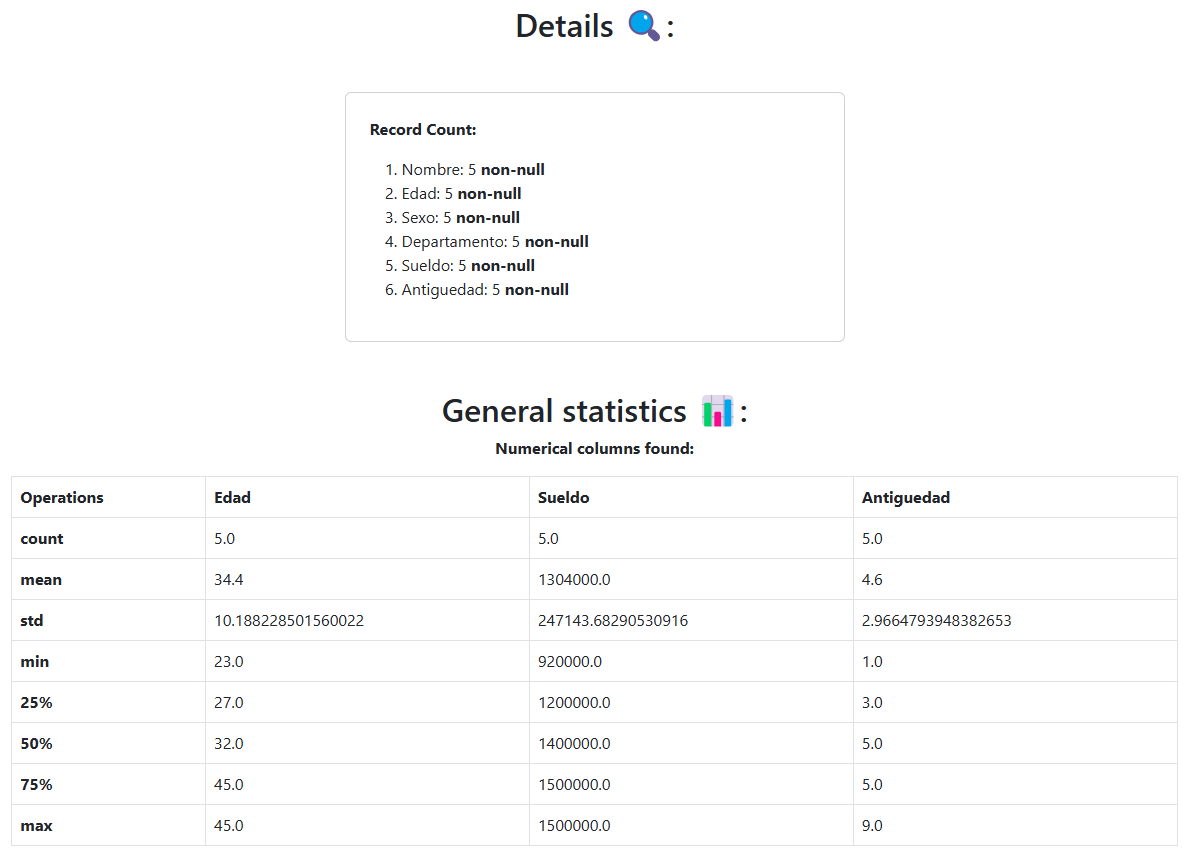 Details 🔍:
Record Count:
1. Nombre: 5 non-null
2. Edad: 5 non-null
3. Sexo: 5 non-null
4. Departamento: 5 non-null
5. Sueldo: 5 non-null
6. Antiguedad: 5 non-null
General statistics 📊:
Numerical columns found:
Operations Edad Sueldo Antiguedad
count 5.0 5.0 5.0
mean 34.4 1304000.0 4.6
std 10.188228501560022 247143.68290530916 2.9664793948382653
min 23.0 920000.0 1.0
25% 27.0 1200000.0 3.0
50% 32.0 1400000.0 5.0
75% 45.0 1500000.0 5.0
max 45.0 1500000.0 9.0